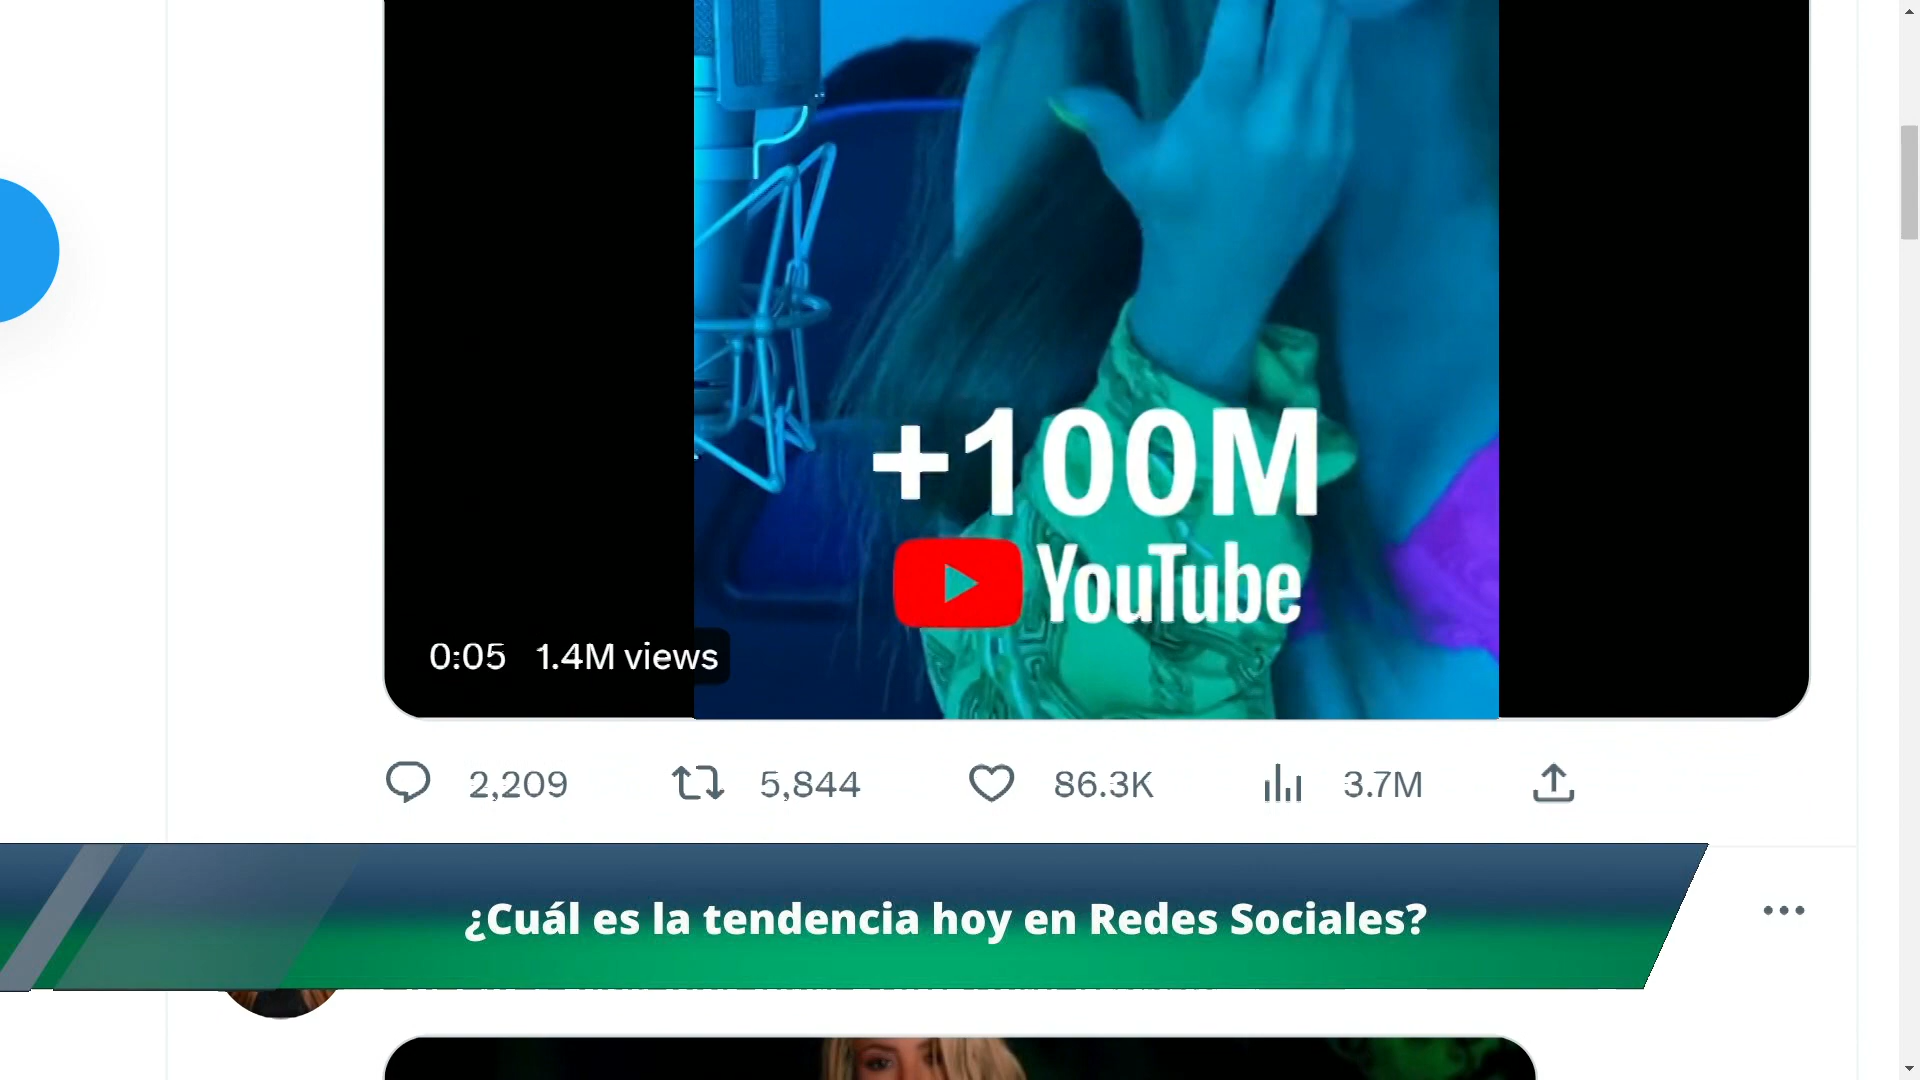 +100M
YouTube
0:05 1.4M views
2,209 5,844 86.3K 3.7M
¿Cuál es la tendencia hoy en Redes Sociales?